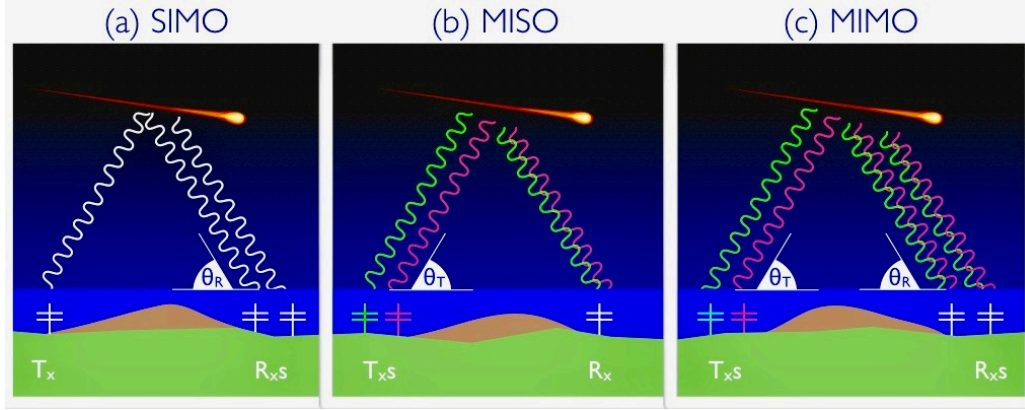 (a) SIMO
(b) MISO
(c) MIMO
θR
θT
θT
θR
Tx
Rxs
Txs
Rx
Txs
Rxs